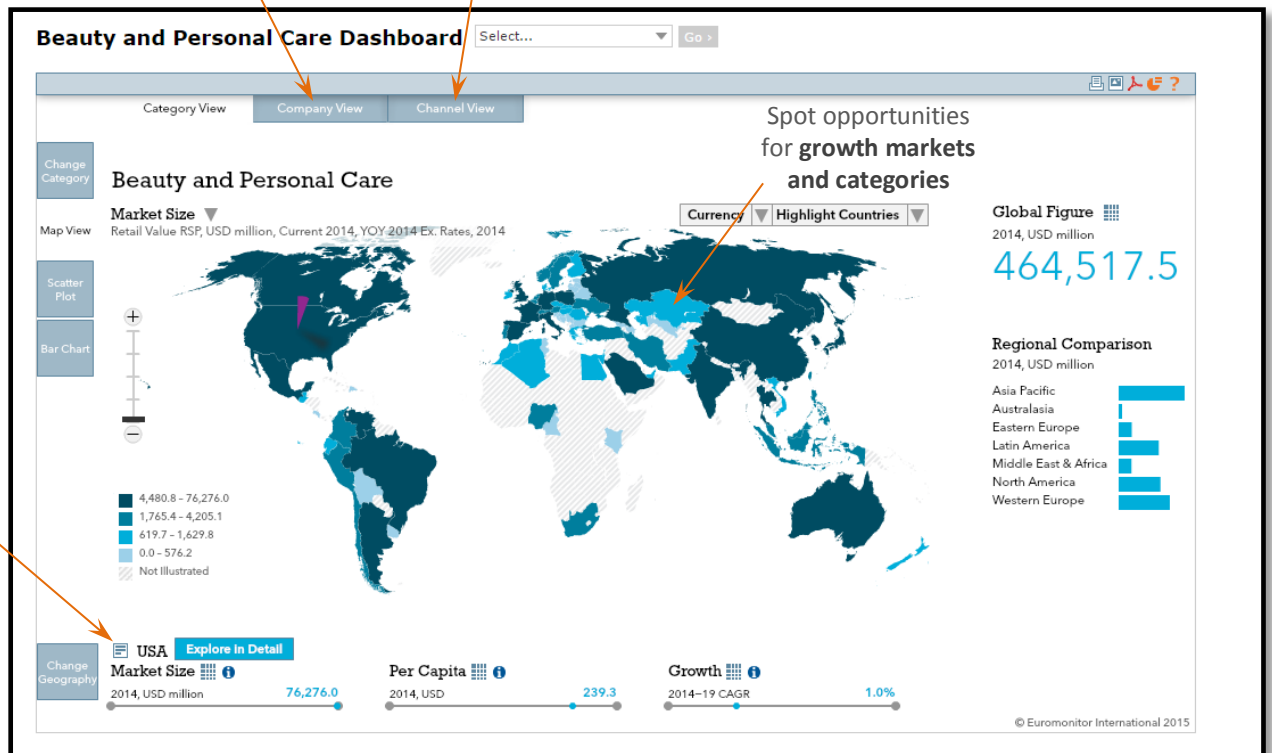 Beauty and Personal Care Dashboard
Select...
Go ›
?
Category View
Company View
Channel View
Spot opportunities
for growth markets
and categories
Change
Category
Beauty and Personal Care
Market Size
Currency
Highlight Countries
Retail Value RSP, USD million, Current 2014, YOY 2014 Ex. Rates, 2014
Global Figure
2014, USD million
464,517.5
Map View
Scatter
Plot
Bar Chart
+
−
Regional Comparison
2014, USD million
Asia Pacific
Australasia
Eastern Europe
Latin America
Middle East & Africa
North America
Western Europe
4,480.8 - 76,276.0
1,765.4 - 4,205.1
619.7 - 1,629.8
0.0 - 576.2
Not Illustrated
Change
Geography
USA
Explore in Detail
Market Size
i
2014, USD million
76,276.0
Per Capita
i
2014, USD
239.3
Growth
i
2014–19 CAGR
1.0%
© Euromonitor International 2015